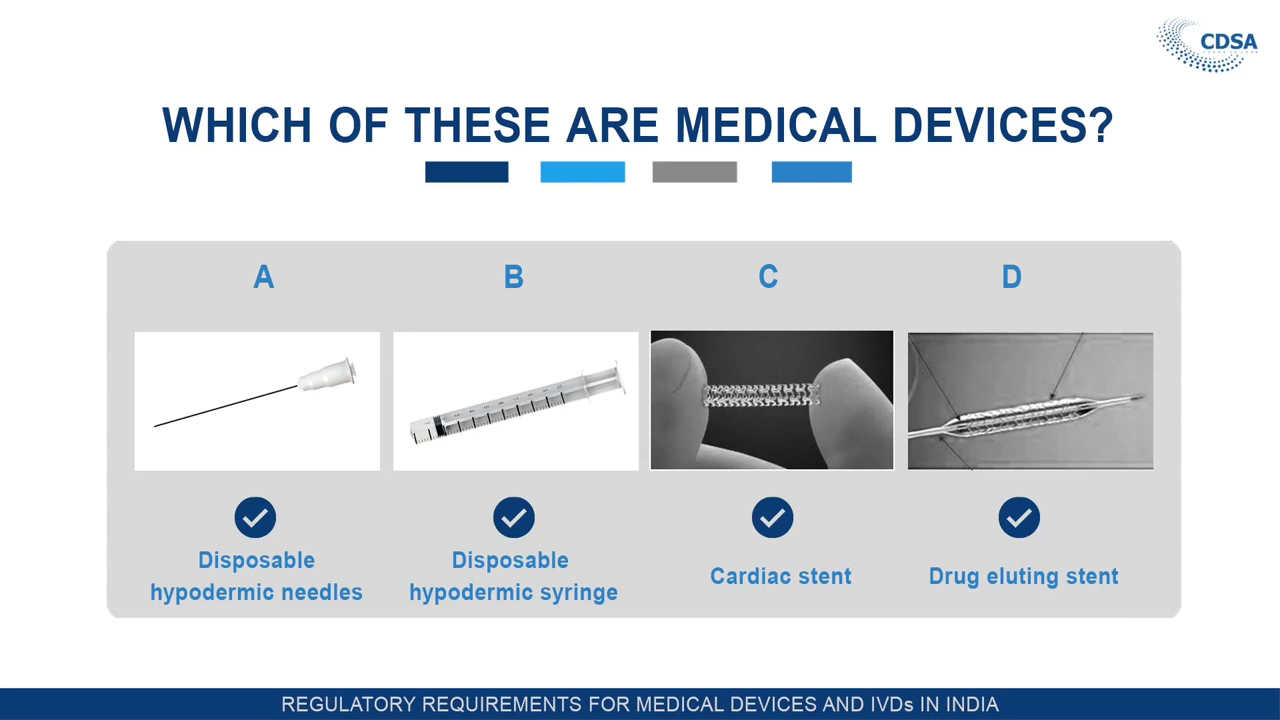 CDSA
WHICH OF THESE ARE MEDICAL DEVICES?
A
B
C
D
Disposable
hypodermic needles
Disposable
hypodermic syringe
Cardiac stent
Drug eluting stent
REGULATORY REQUIREMENTS FOR MEDICAL DEVICES AND IVDs IN INDIA